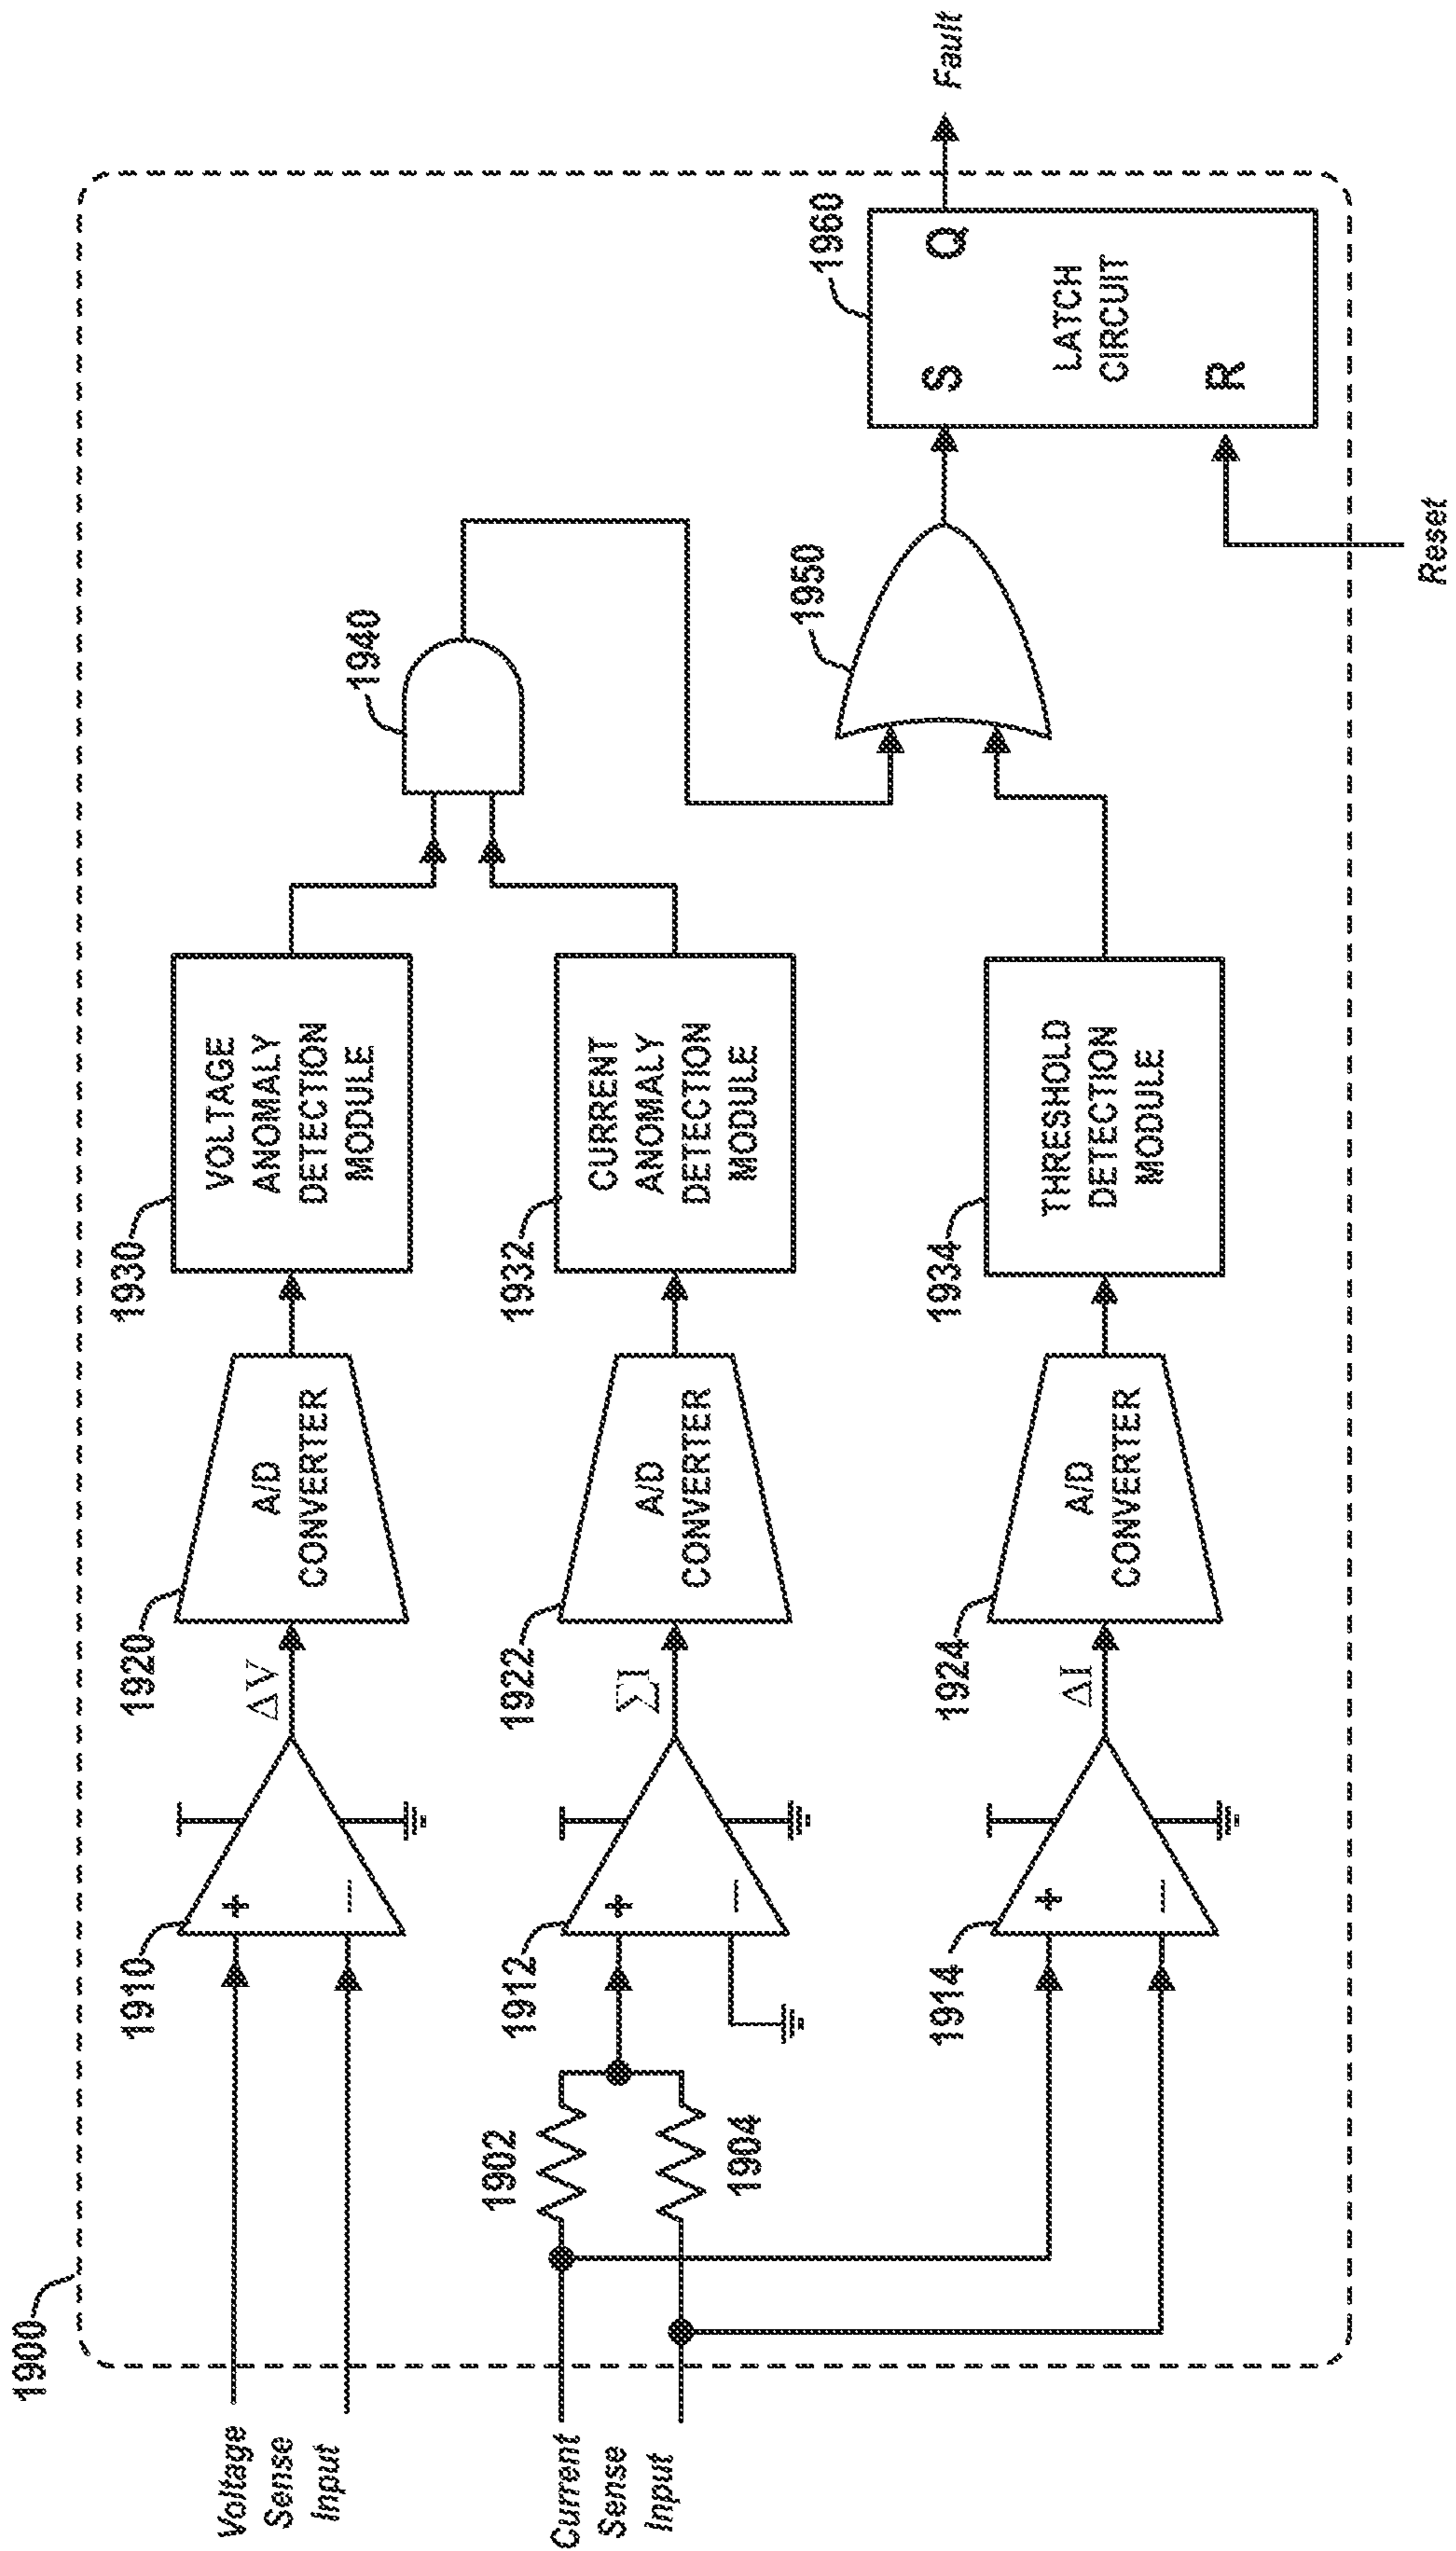 1900
Voltage
Sense
Input
1910
+
−
ΔV
1920
A/D
CONVERTER
1930
VOLTAGE
ANOMALY
DETECTION
MODULE
1940
Current
Sense
Input
1902
1904
1912
+
−
ΣI
1922
A/D
CONVERTER
1932
CURRENT
ANOMALY
DETECTION
MODULE
1914
+
−
ΔI
1924
A/D
CONVERTER
1934
THRESHOLD
DETECTION
MODULE
1950
1960
S
Q
LATCH
CIRCUIT
R
Fault
Reset